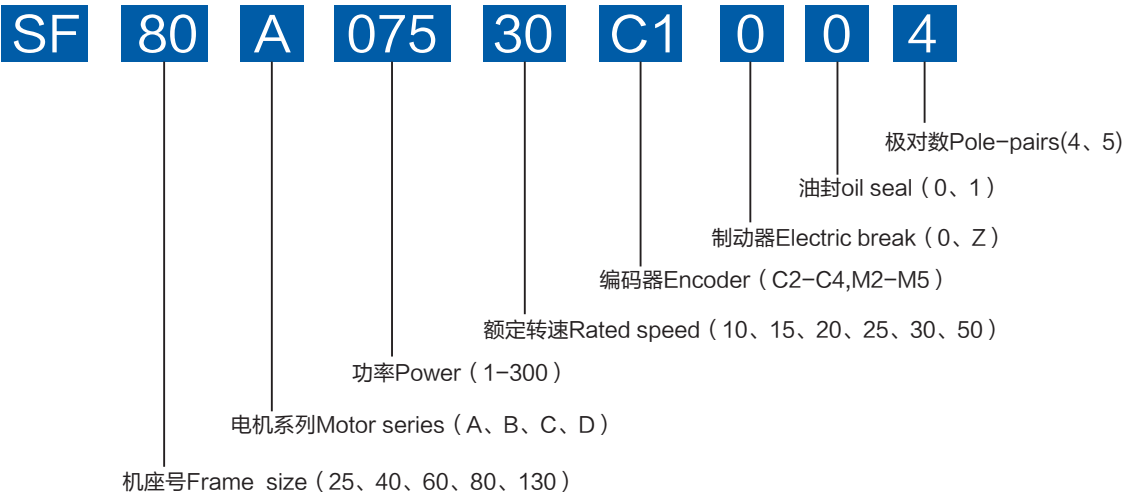 SF 80 A 075 30 C1 0 0 4
极对数Pole-pairs(4、5)
油封oil seal（0、1）
制动器Electric break（0、Z）
编码器Encoder（C2-C4,M2-M5）
额定转速Rated speed（10、15、20、25、30、50）
功率Power（1-300）
电机系列Motor series（A、B、C、D）
机座号Frame size（25、40、60、80、130）